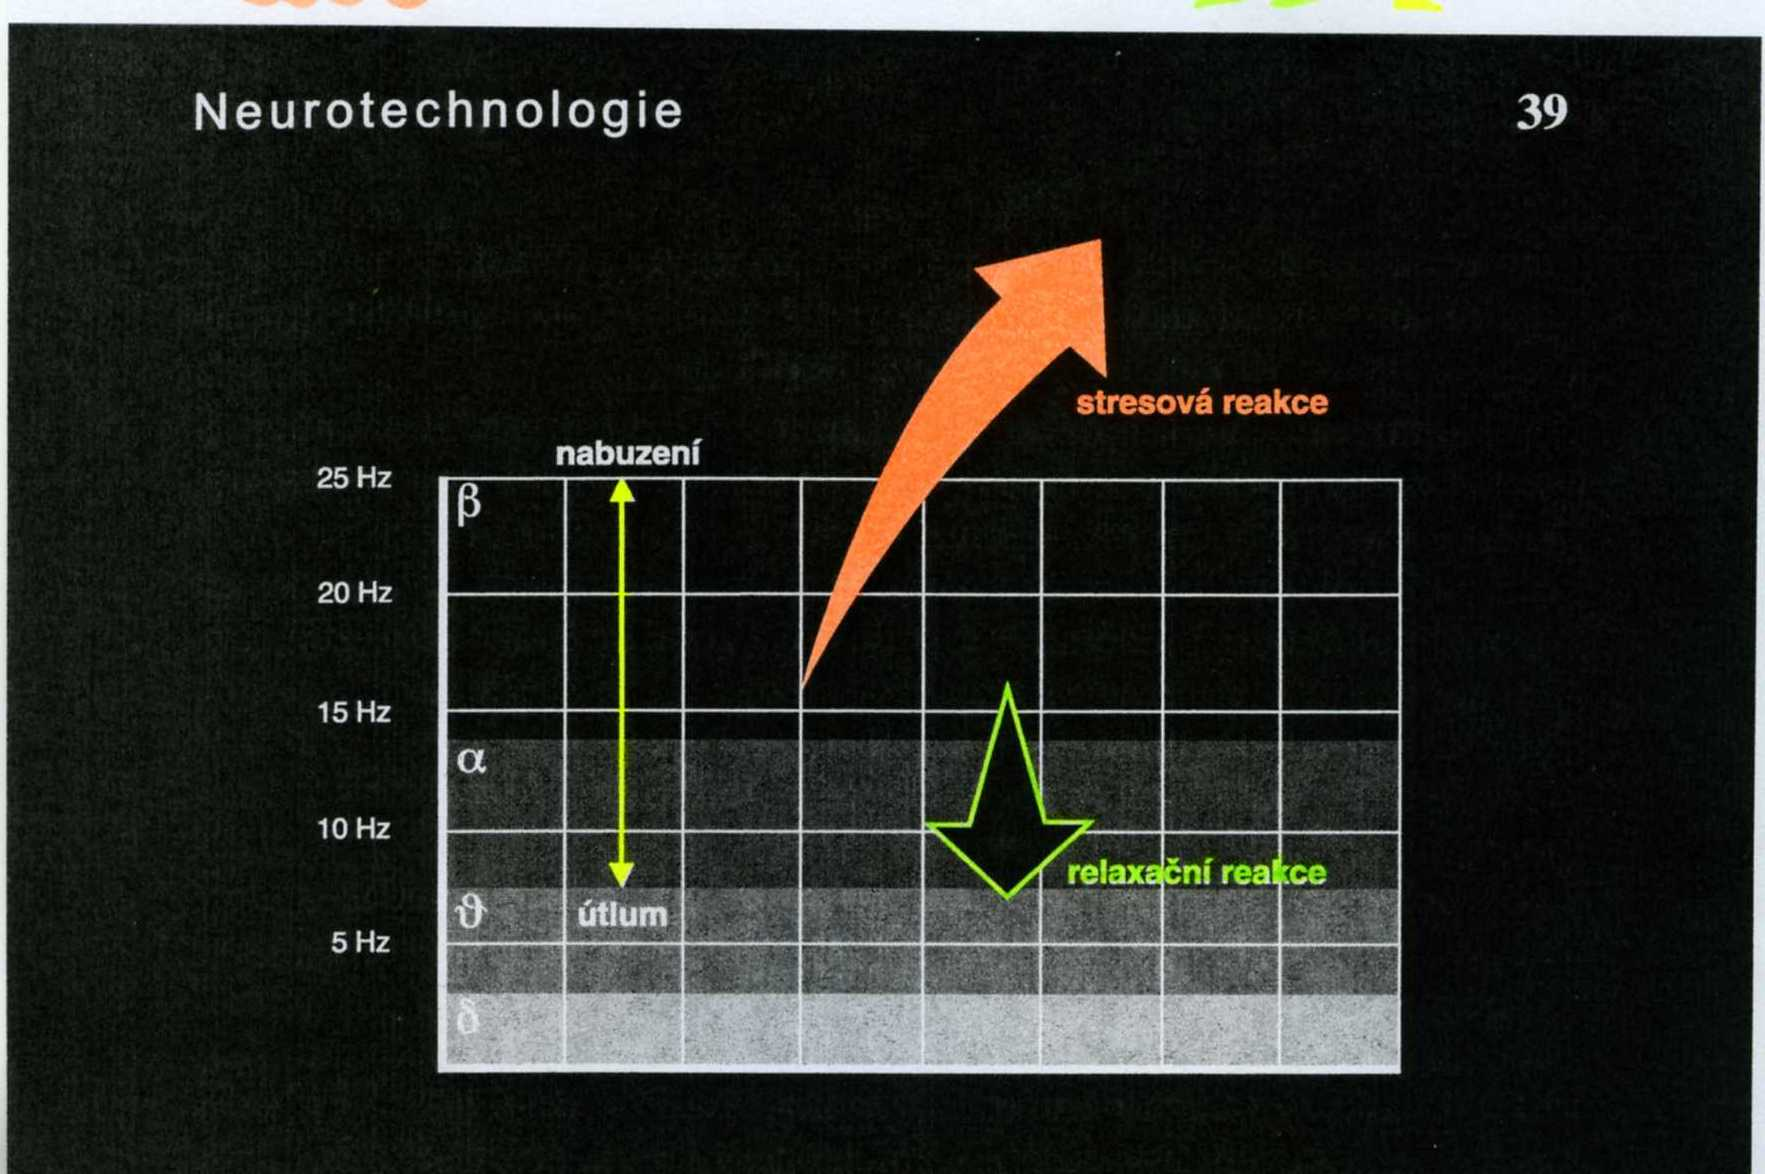 Neurotechnologie 39
stresová reakce
nabuzení
25 Hz
β
20 Hz
15 Hz
α
10 Hz
relaxační reakce
ϑ
útlum
5 Hz
δ